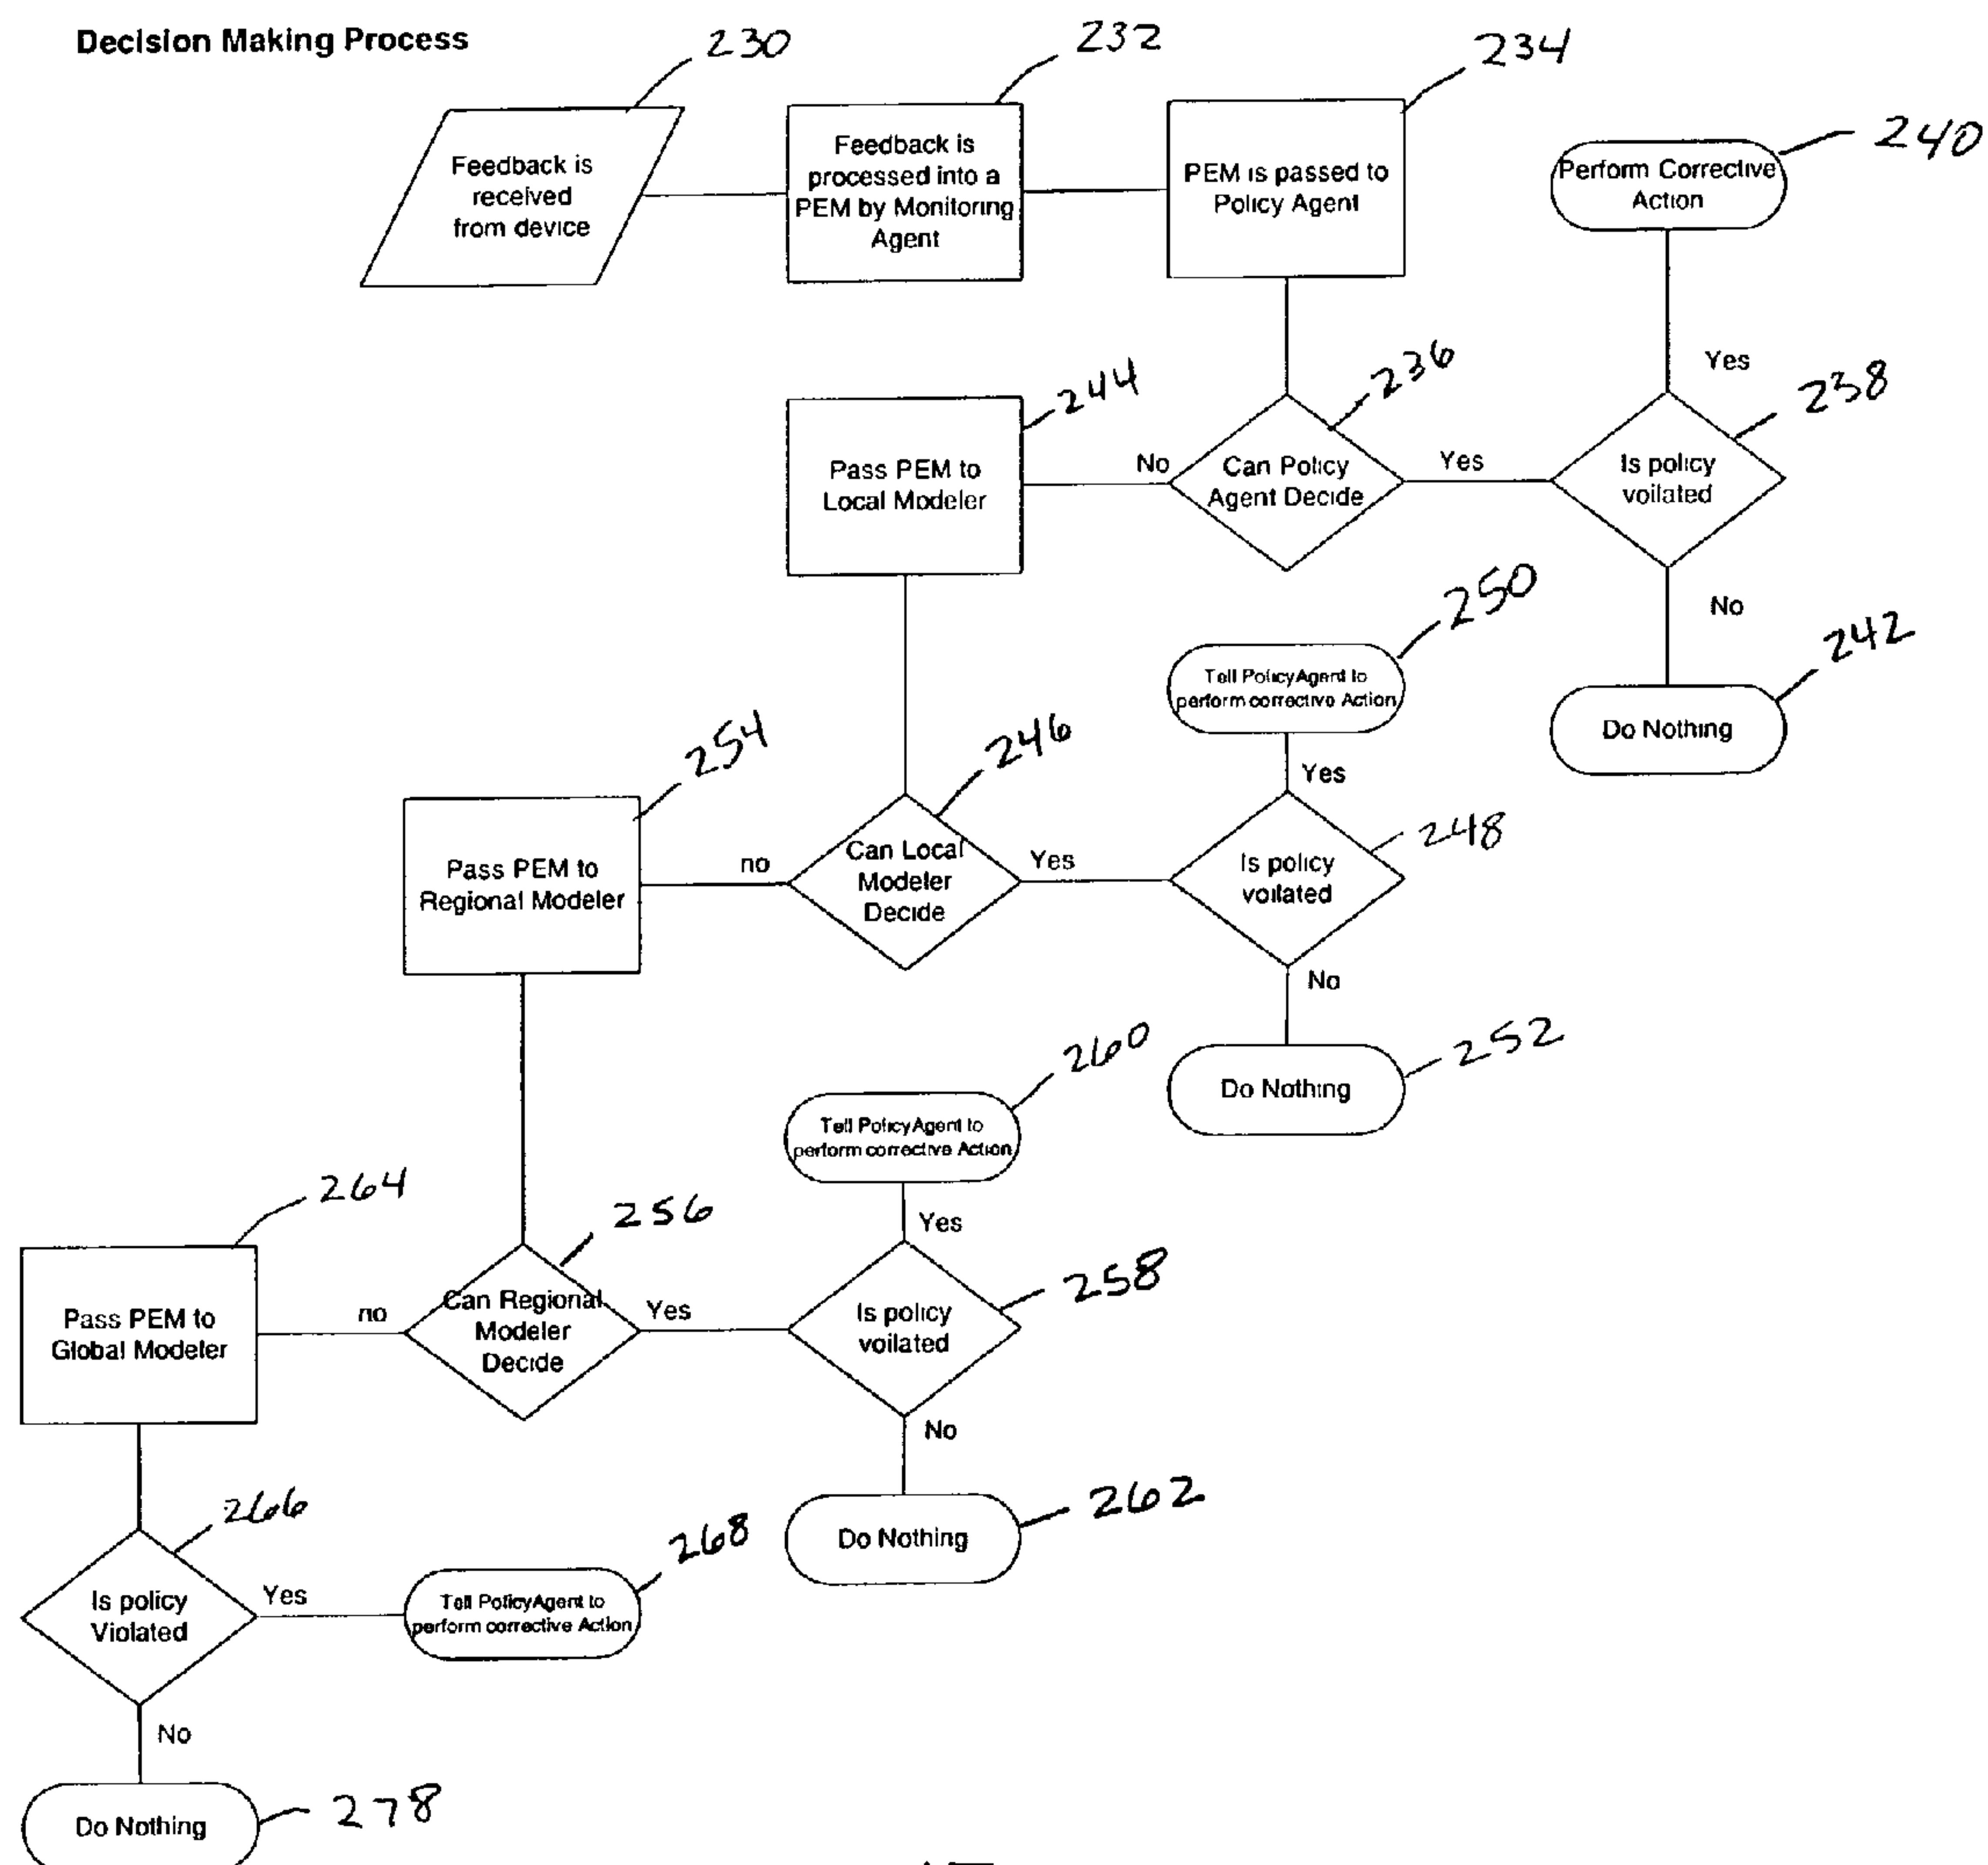 Decision Making Process
230
232
234
240
Feedback is
received
from device
Feedback is
processed into a
PEM by Monitoring
Agent
PEM is passed to
Policy Agent
Perform Corrective
Action
Yes
238
236
244
Pass PEM to
Local Modeler
No
Can Policy
Agent Decide
Yes
Is policy
voilated
No
250
242
Tell PolicyAgent to
perform corrective Action
Do Nothing
Yes
254
246
248
Pass PEM to
Regional Modeler
no
Can Local
Modeler
Decide
Yes
Is policy
voilated
No
252
Do Nothing
260
Tell PolicyAgent to
perform corrective Action
Yes
264
256
258
Pass PEM to
Global Modeler
no
Can Regional
Modeler
Decide
Yes
Is policy
voilated
No
262
Do Nothing
266
268
Is policy
Violated
Yes
Tell PolicyAgent to
perform corrective Action
No
278
Do Nothing